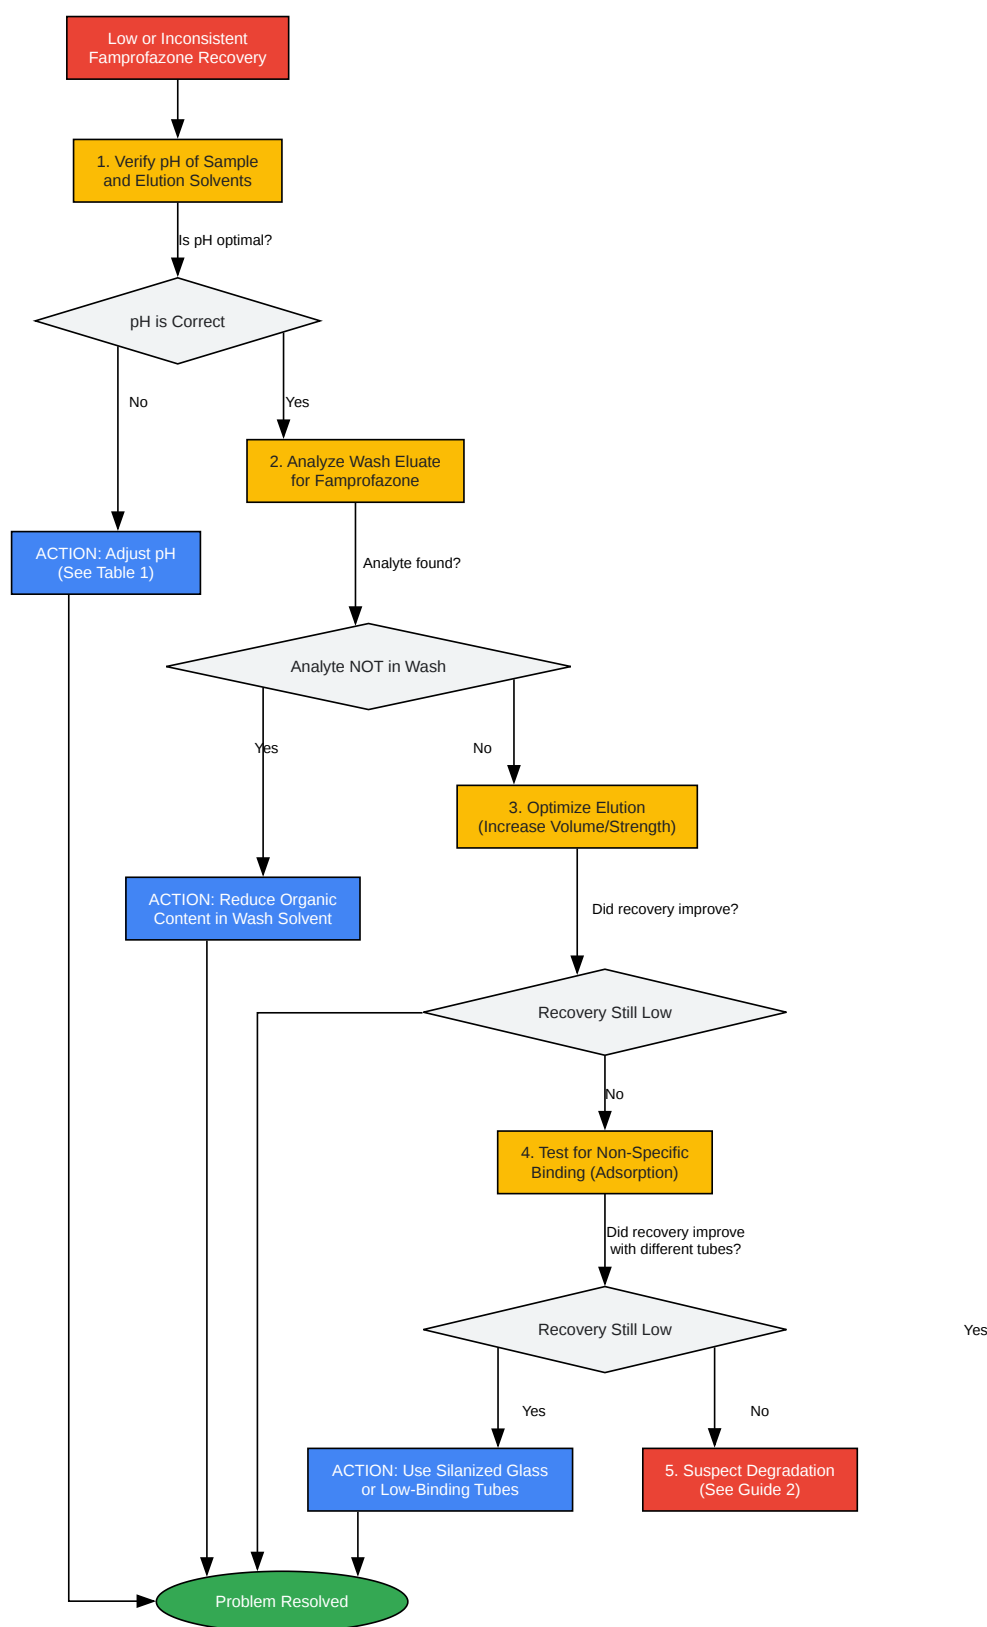 Low or Inconsistent
Famprofazone Recovery
1. Verify pH of Sample
and Elution Solvents
Is pH optimal?
pH is Correct
No
Yes
2. Analyze Wash Eluate
for Famprofazone
ACTION: Adjust pH
(See Table 1)
Analyte found?
Analyte NOT in Wash
Yes
No
3. Optimize Elution
(Increase Volume/Strength)
ACTION: Reduce Organic
Content in Wash Solvent
Did recovery improve?
Recovery Still Low
No
4. Test for Non-Specific
Binding (Adsorption)
Did recovery improve
with different tubes?
Recovery Still Low
Yes
Yes
No
ACTION: Use Silanized Glass
or Low-Binding Tubes
5. Suspect Degradation
(See Guide 2)
Problem Resolved